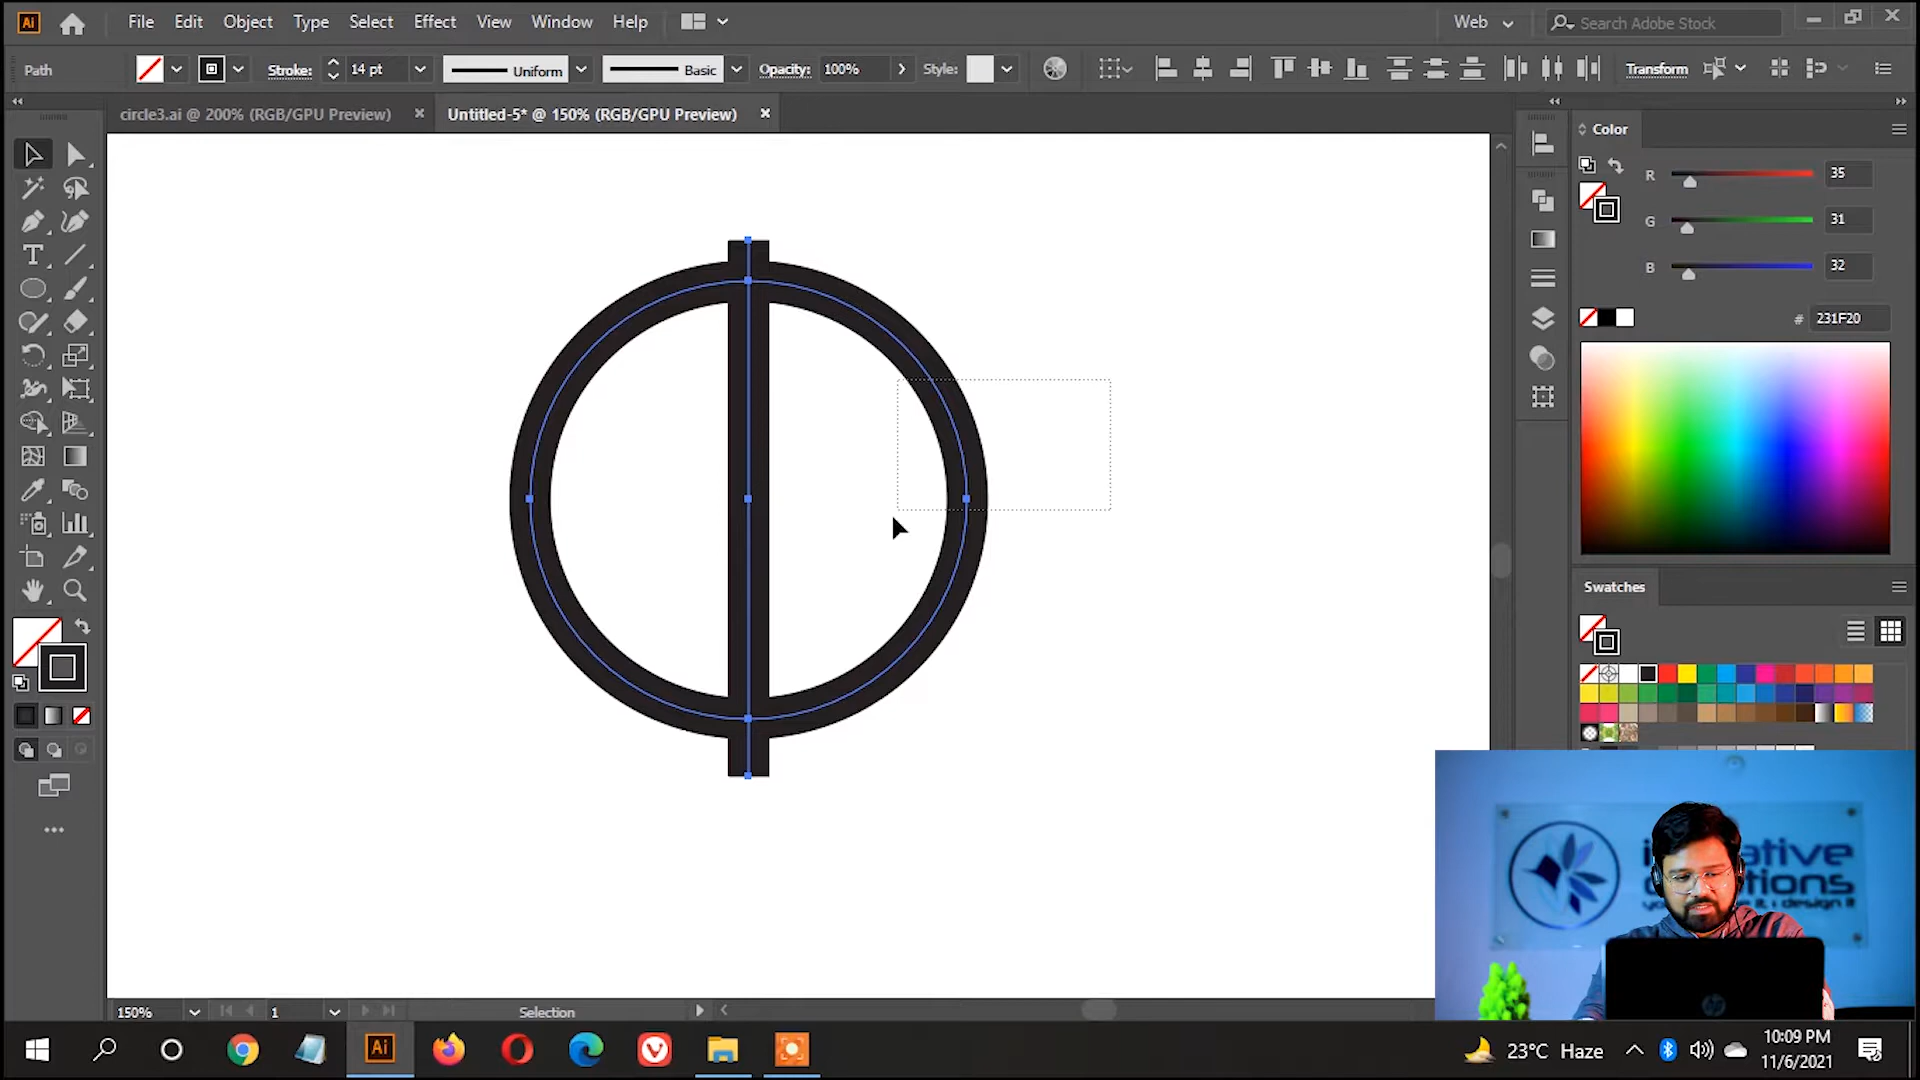 Ai File Edit Object Type Select Effect View Window Help Web Search Adobe Stock
Path Stroke: 14 pt Uniform Basic Opacity: 100% Style: Transform
circle3.ai @ 200% (RGB/GPU Preview) × Untitled-5* @ 150% (RGB/GPU Preview) ×
Color
R 35
G 31
B 32
# 231F20
Swatches
150% 1 Selection
Ai
23°C Haze
10:09 PM
11/6/2021